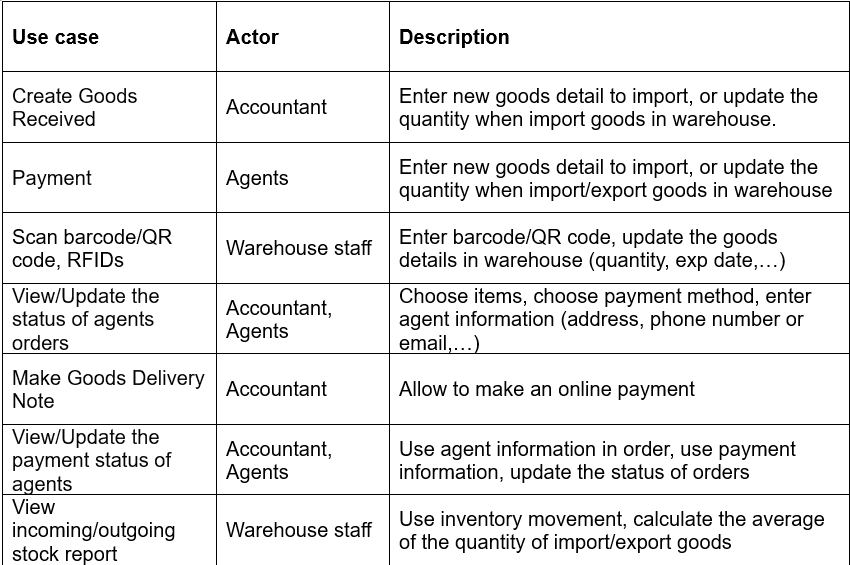 Use case
Actor
Description
Create Goods
Received
Accountant
Enter new goods detail to import, or update the
quantity when import goods in warehouse.
Payment
Agents
Enter new goods detail to import, or update the
quantity when import/export goods in warehouse
Scan barcode/QR
code, RFIDs
Warehouse staff
Enter barcode/QR code, update the goods
details in warehouse (quantity, exp date,…)
View/Update the
status of agents
orders
Accountant,
Agents
Choose items, choose payment method, enter
agent information (address, phone number or
email,…)
Make Goods Delivery
Note
Accountant
Allow to make an online payment
View/Update the
payment status of
agents
Accountant,
Agents
Use agent information in order, use payment
information, update the status of orders
View
incoming/outgoing
stock report
Warehouse staff
Use inventory movement, calculate the average
of the quantity of import/export goods